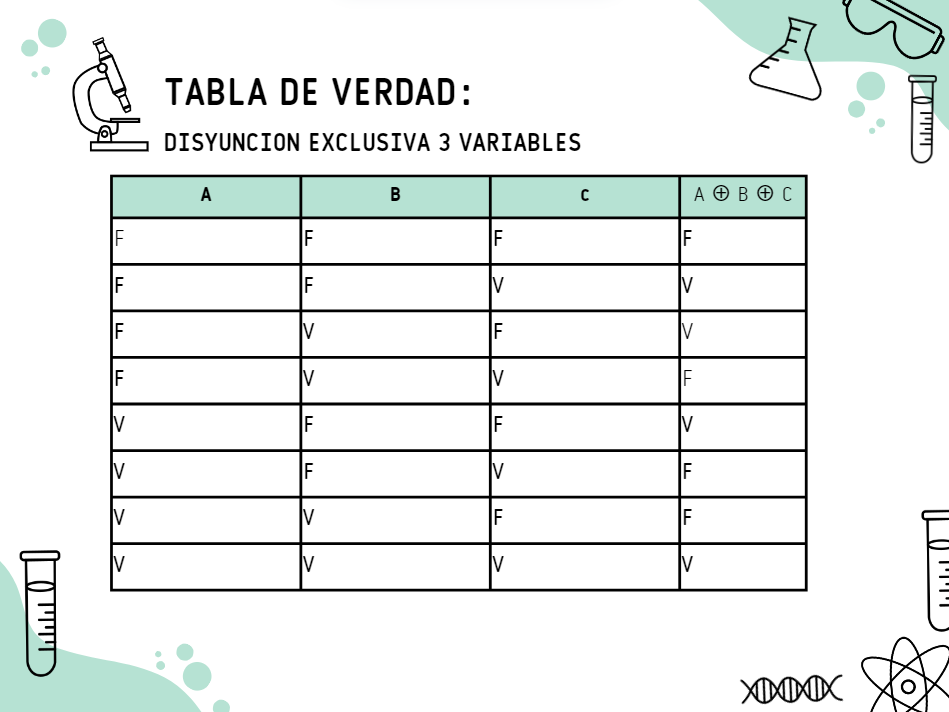 TABLA DE VERDAD:
DISYUNCION EXCLUSIVA 3 VARIABLES
A B C A ⊕ B ⊕ C
F F F F
F F V V
F V F V
F V V F
V F F V
V F V F
V V F F
V V V V